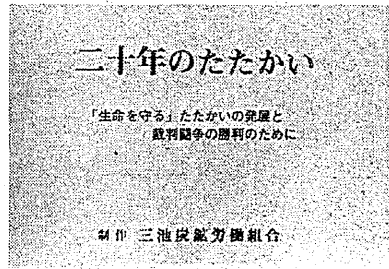 二十年のたたかい
「生命を守る」たたかいの発展と
裁判闘争の勝利のために
制作 三池炭鉱労働組合